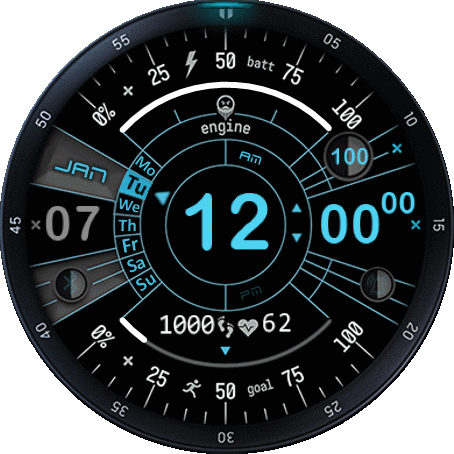 55
05
50
10
45
15
40
20
35
25
30
0% + 25 50 batt 75 100
engine
AM
JAN
Mo
Tu
We
Th
Fr
Sa
Su
100 ×
×07
12
00 00 ×
PM
1000 62
0% + 25 50 goal 75 100